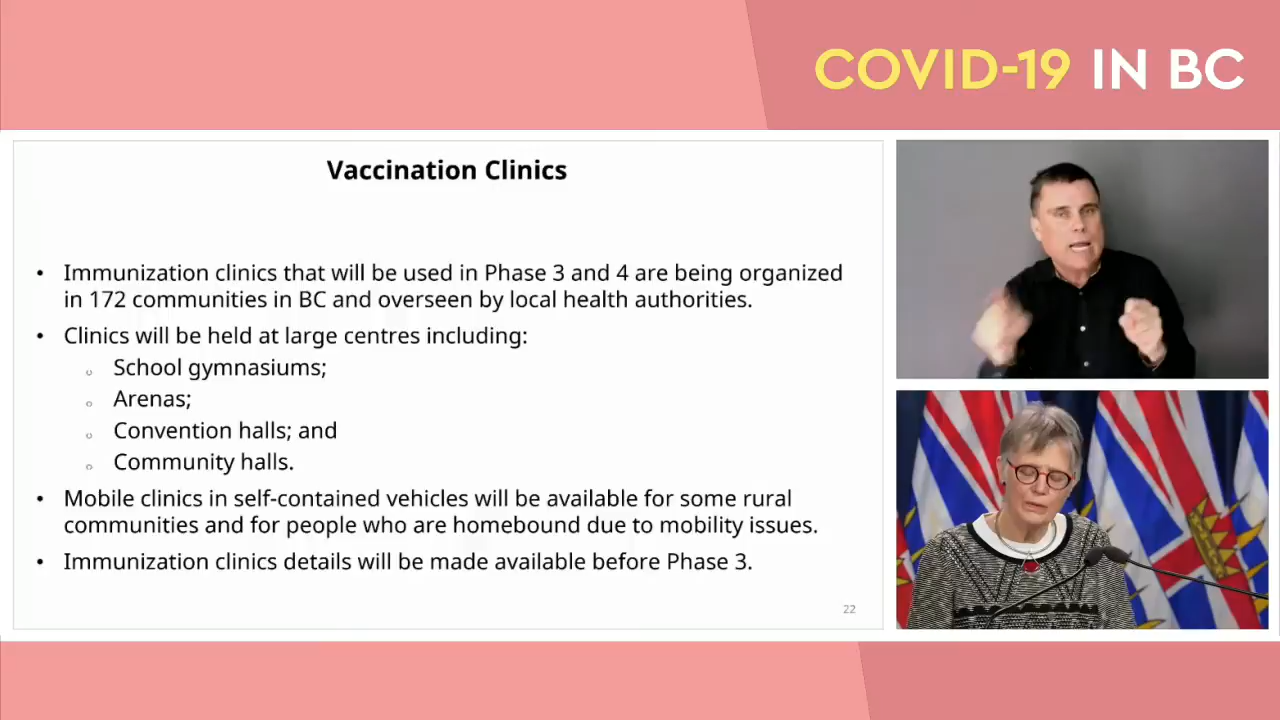 COVID-19 IN BC
Vaccination Clinics
• Immunization clinics that will be used in Phase 3 and 4 are being organized
in 172 communities in BC and overseen by local health authorities.
• Clinics will be held at large centres including:
School gymnasiums;
Arenas;
Convention halls; and
Community halls.
• Mobile clinics in self-contained vehicles will be available for some rural
communities and for people who are homebound due to mobility issues.
• Immunization clinics details will be made available before Phase 3.
22